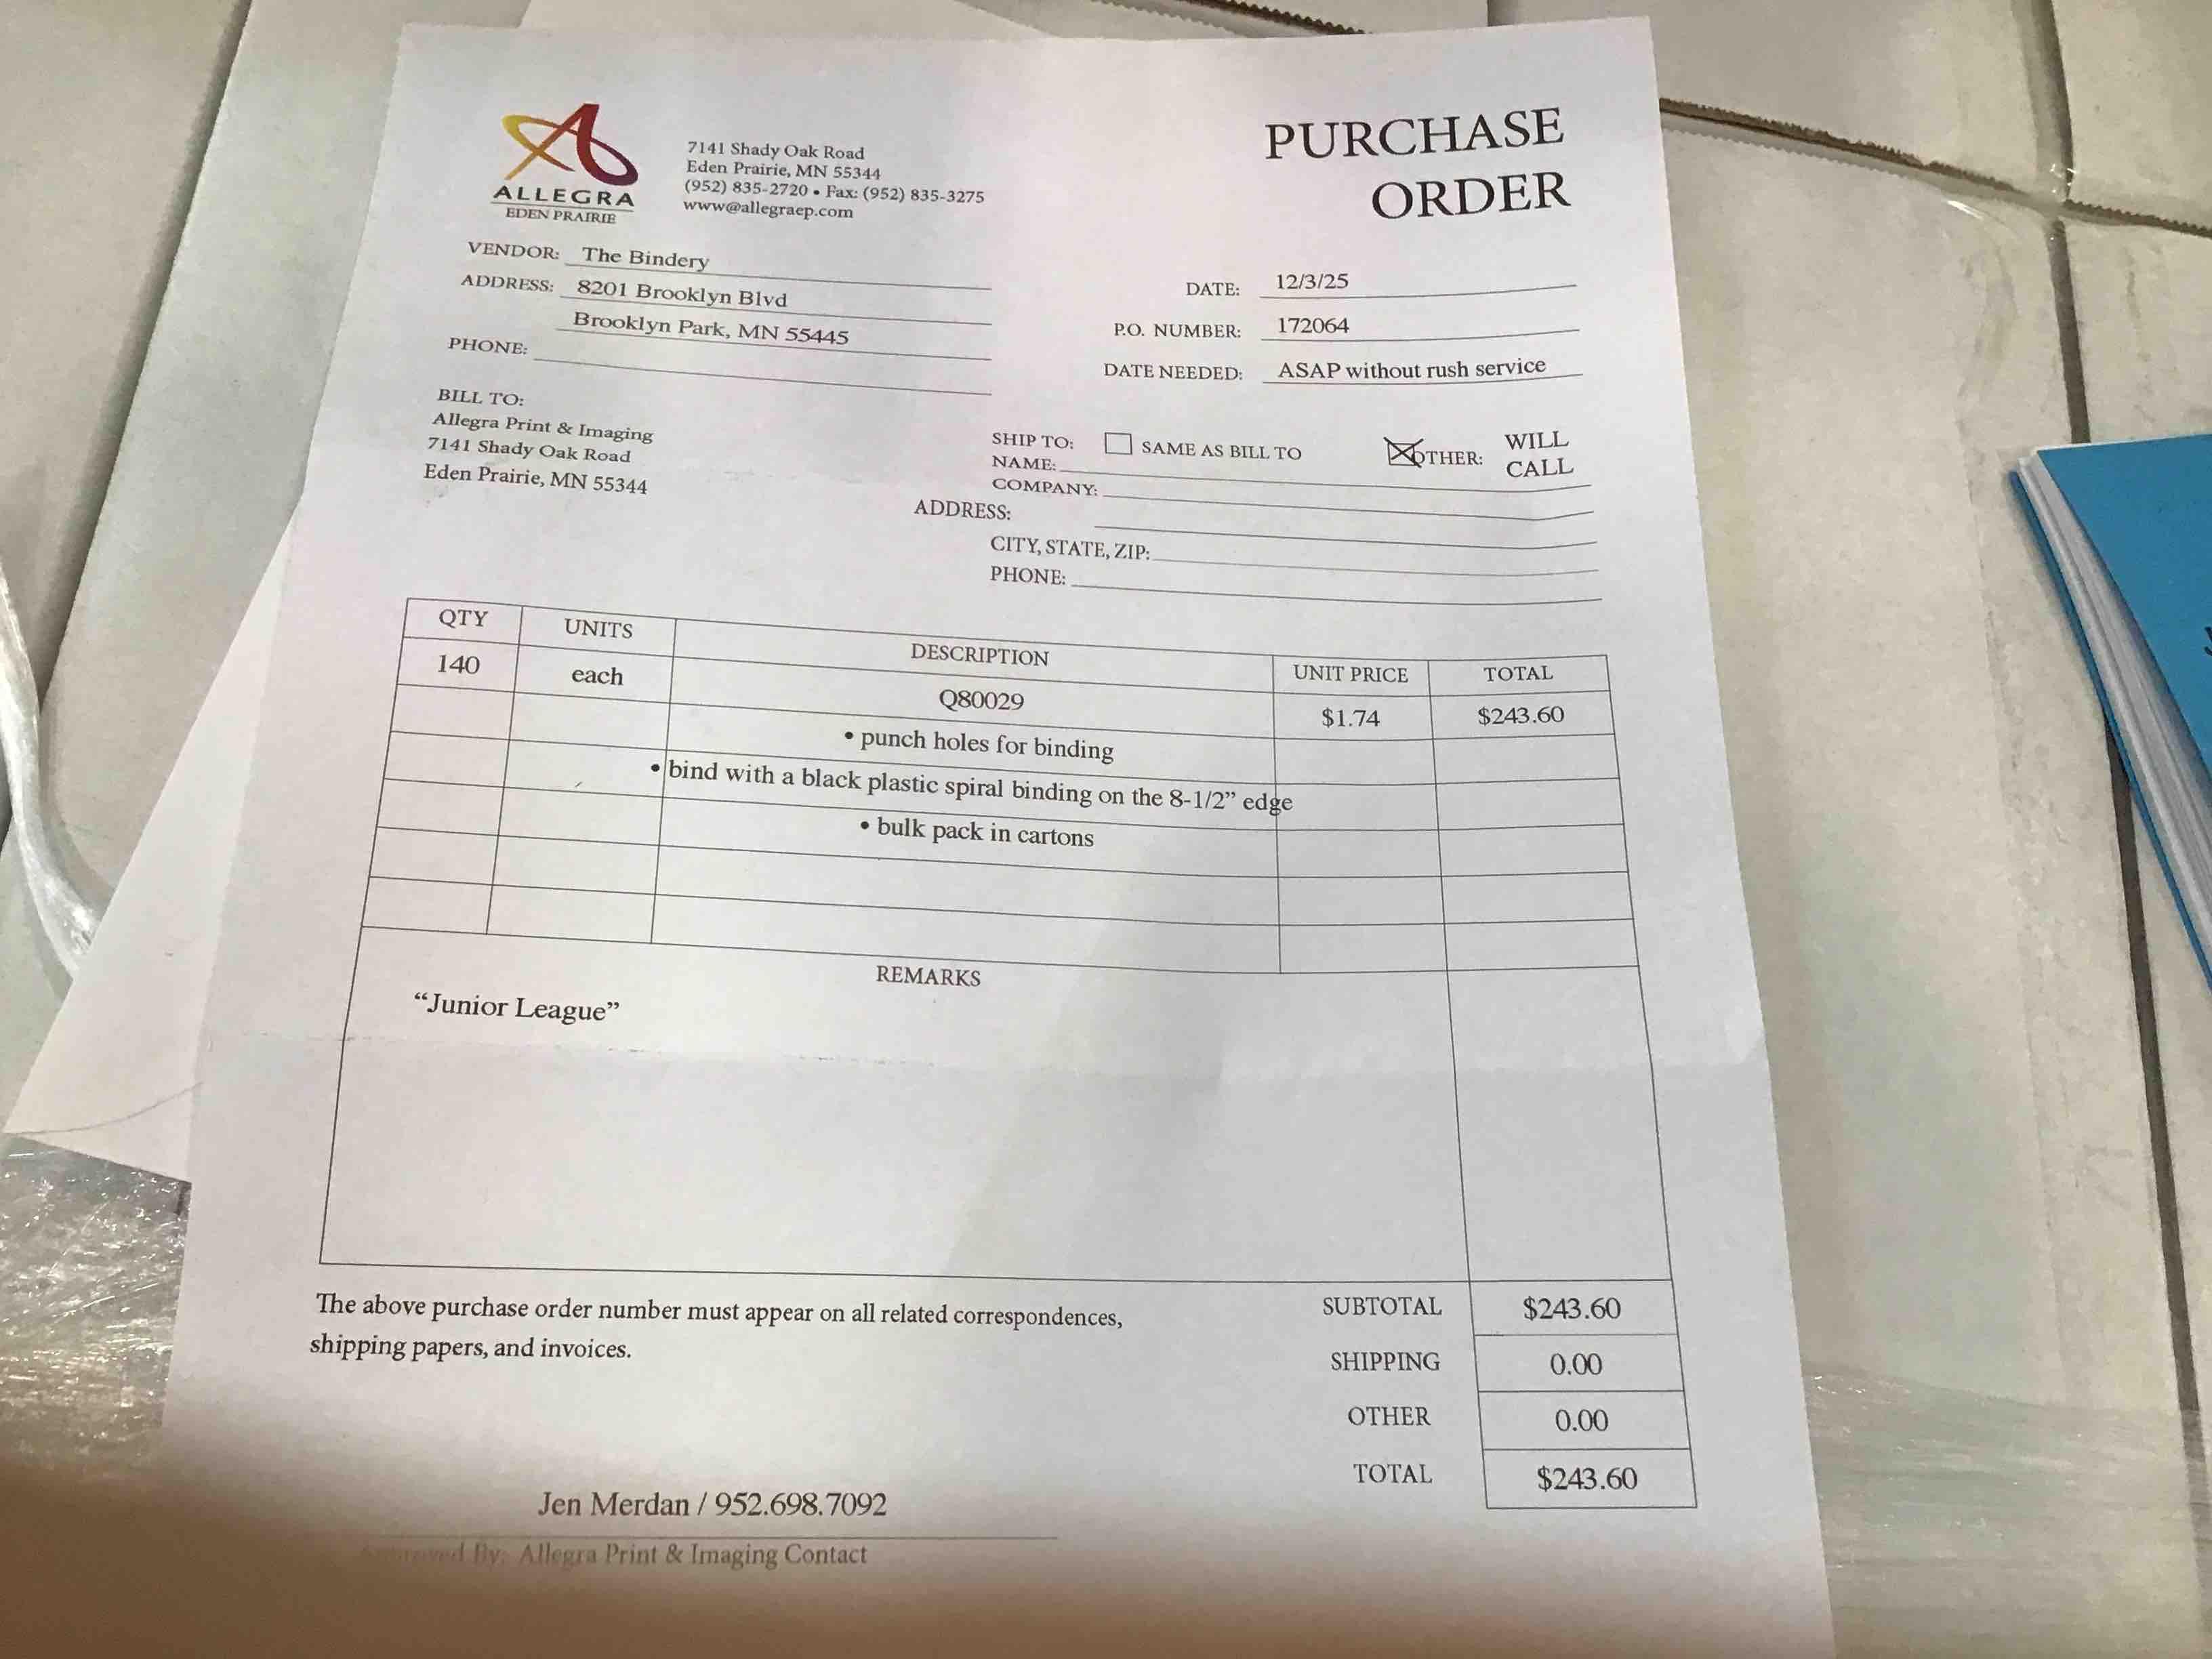 ALLEGRA
EDEN PRAIRIE
7141 Shady Oak Road
Eden Prairie, MN 55344
(952) 835-2720 • Fax: (952) 835-3275
www@allegraep.com
PURCHASE
ORDER
VENDOR: The Bindery
ADDRESS: 8201 Brooklyn Blvd
Brooklyn Park, MN 55445
PHONE:
DATE: 12/3/25
P.O. NUMBER: 172064
DATE NEEDED: ASAP without rush service
BILL TO:
Allegra Print & Imaging
7141 Shady Oak Road
Eden Prairie, MN 55344
SHIP TO: SAME AS BILL TO OTHER: WILL CALL
NAME:
COMPANY:
ADDRESS:
CITY, STATE, ZIP:
PHONE:
QTY UNITS DESCRIPTION UNIT PRICE TOTAL
140 each Q80029 $1.74 $243.60
• punch holes for binding
• bind with a black plastic spiral binding on the 8-1/2” edge
• bulk pack in cartons
REMARKS
“Junior League”
The above purchase order number must appear on all related correspondences,
shipping papers, and invoices.
SUBTOTAL $243.60
SHIPPING 0.00
OTHER 0.00
TOTAL $243.60
Jen Merdan / 952.698.7092
Approved By: Allegra Print & Imaging Contact